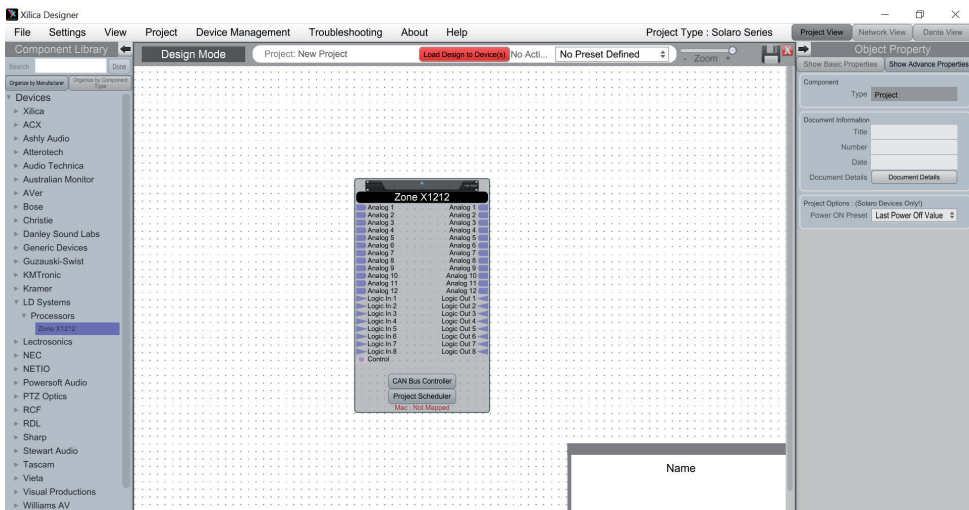 Xilica Designer
File Settings View Project Device Management Troubleshooting About Help Project Type : Solaro Series Project View Network View Dante View
Component Library
Search Done
Organize by Manufacturer Organize by Component Type
Devices
Xilica
ACX
Ashly Audio
Atterotech
Audio Technica
Australian Monitor
AVer
Bose
Christie
Danley Sound Labs
Generic Devices
Guzauski-Swist
KMTronic
Kramer
LD Systems
Processors
Zone X1212
Lectrosonics
NEC
NETIO
Powersoft Audio
PTZ Optics
RCF
RDL
Sharp
Stewart Audio
Tascam
Vieta
Visual Productions
Williams AV
Design Mode Project: New Project Load Design to Device(s) No Acti... No Preset Defined - Zoom +
Zone X1212
Analog 1 Analog 1
Analog 2 Analog 2
Analog 3 Analog 3
Analog 4 Analog 4
Analog 5 Analog 5
Analog 6 Analog 6
Analog 7 Analog 7
Analog 8 Analog 8
Analog 9 Analog 9
Analog 10 Analog 10
Analog 11 Analog 11
Analog 12 Analog 12
Logic In 1 Logic Out 1
Logic In 2 Logic Out 2
Logic In 3 Logic Out 3
Logic In 4 Logic Out 4
Logic In 5 Logic Out 5
Logic In 6 Logic Out 6
Logic In 7 Logic Out 7
Logic In 8 Logic Out 8
Control
CAN Bus Controller
Project Scheduler
Mac : Not Mapped
Name
Object Property
Show Basic Properties Show Advance Properties
Component
Type Project
Document Information
Title
Number
Date
Document Details Document Details
Project Options : (Solaro Devices Only!)
Power ON Preset Last Power Off Value